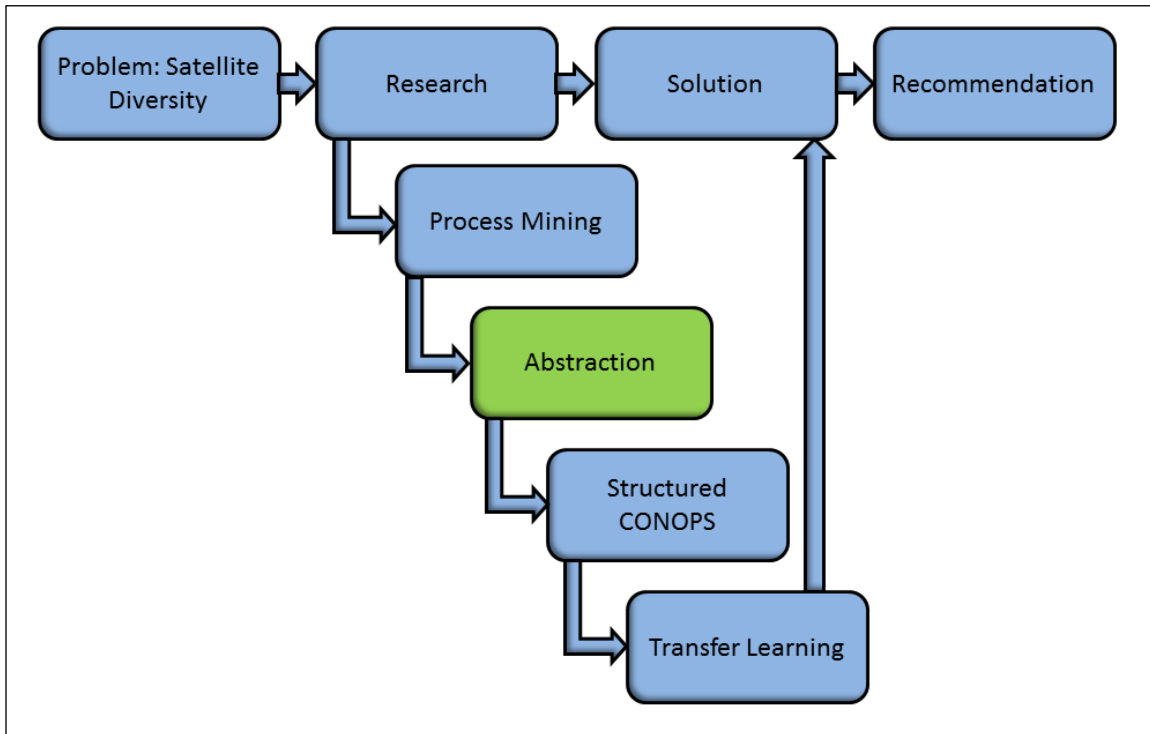 Problem: Satellite
Diversity
Research
Solution
Recommendation
Process Mining
Abstraction
Structured
CONOPS
Transfer Learning